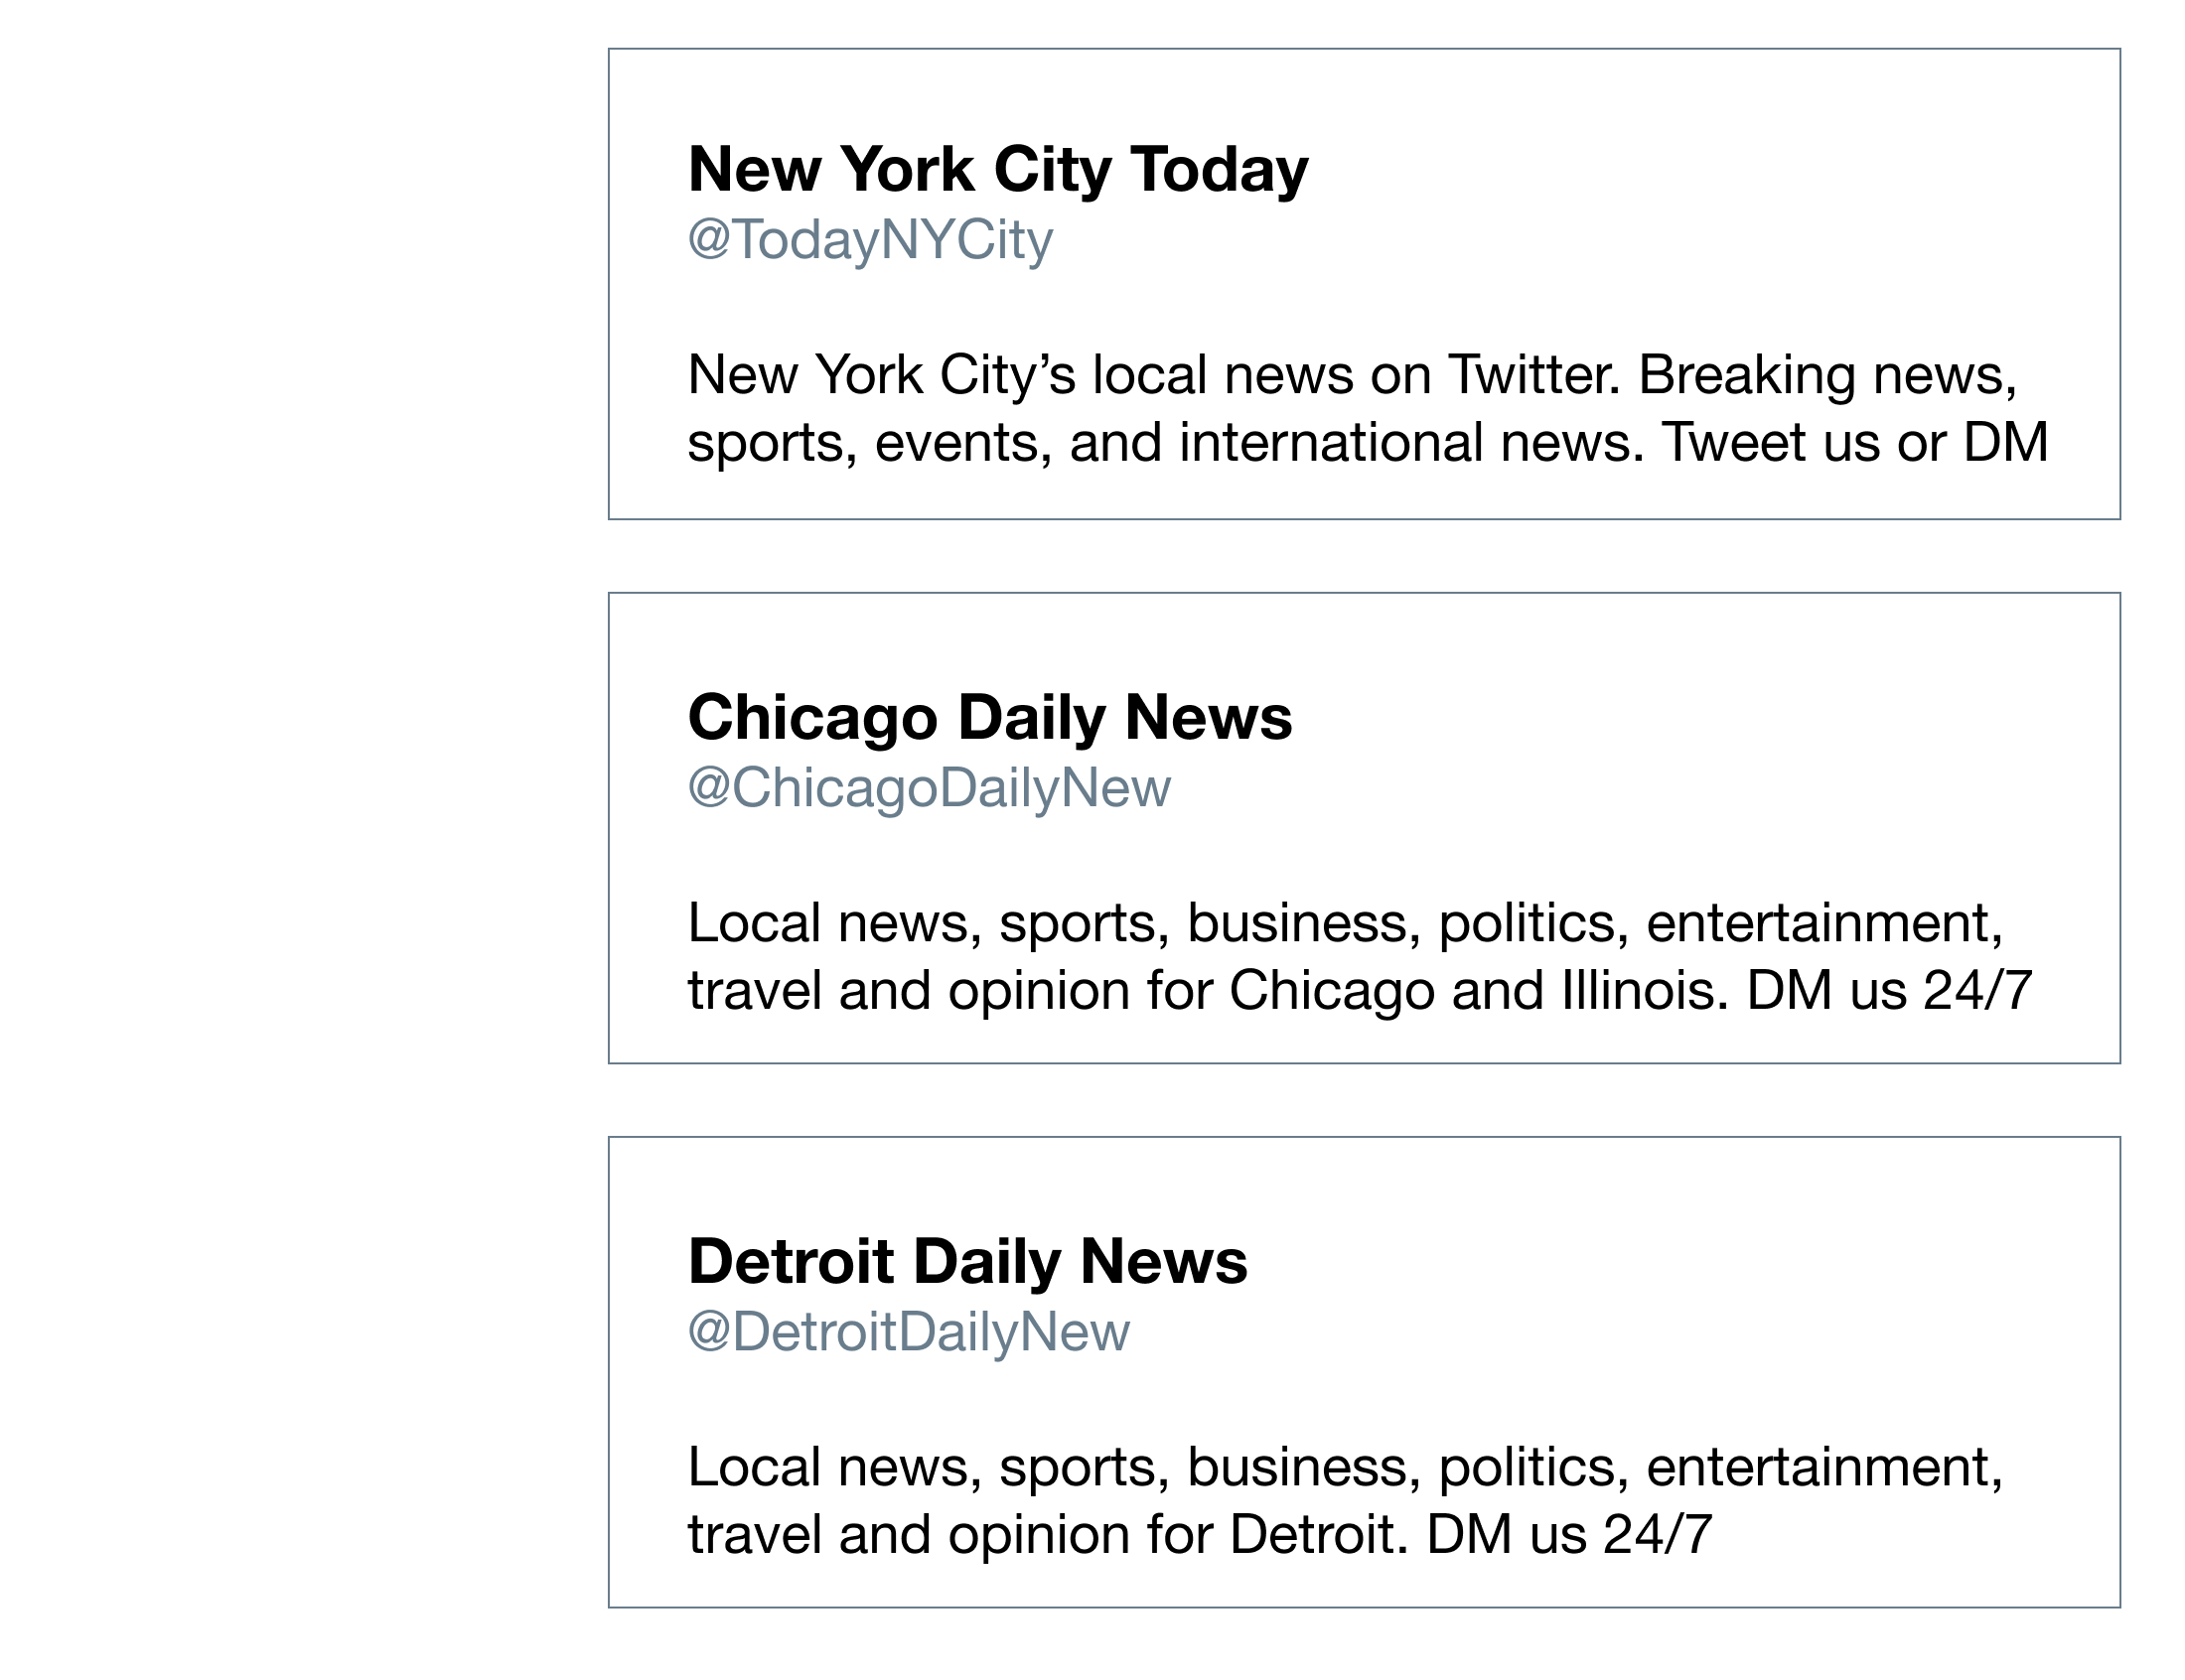 New York City Today
@TodayNYCity
New York City’s local news on Twitter. Breaking news,
sports, events, and international news. Tweet us or DM
Chicago Daily News
@ChicagoDailyNew
Local news, sports, business, politics, entertainment,
travel and opinion for Chicago and Illinois. DM us 24/7
Detroit Daily News
@DetroitDailyNew
Local news, sports, business, politics, entertainment,
travel and opinion for Detroit. DM us 24/7